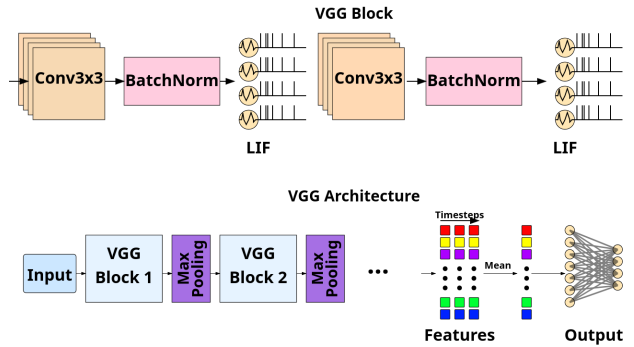 VGG Block
Conv3x3
BatchNorm
LIF
Conv3x3
BatchNorm
LIF
VGG Architecture
Input
VGG
Block 1
Max
Pooling
VGG
Block 2
Max
Pooling
...
Timesteps
Mean
Features
Output